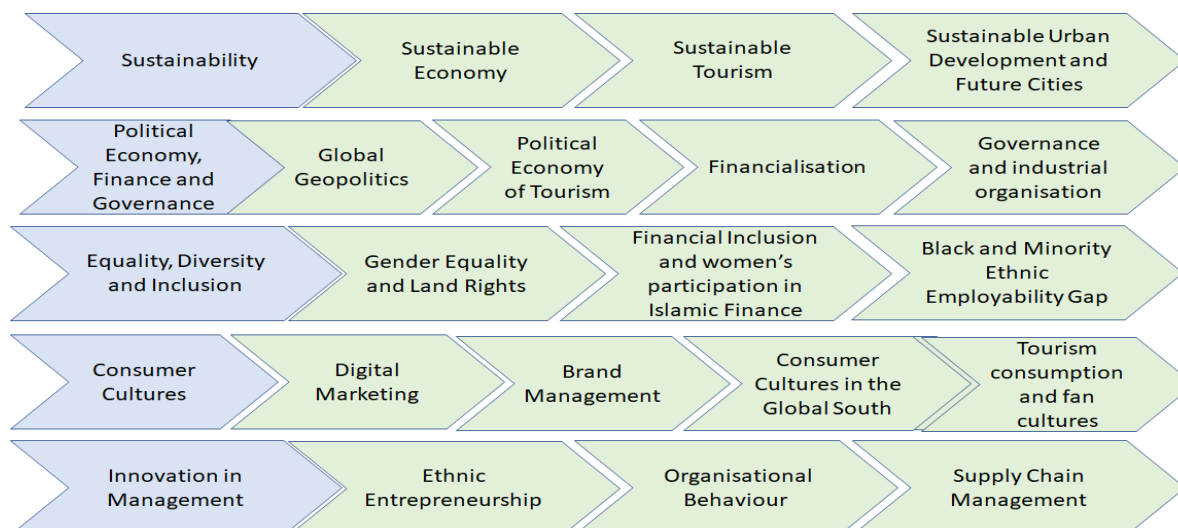 Sustainability
Sustainable
Economy
Sustainable
Tourism
Sustainable Urban
Development and
Future Cities
Political
Economy,
Finance and
Governance
Global
Geopolitics
Political
Economy
of Tourism
Financialisation
Governance
and industrial
organisation
Equality, Diversity
and Inclusion
Gender Equality
and Land Rights
Financial Inclusion
and women's
participation in
Islamic Finance
Black and Minority
Ethnic
Employability Gap
Consumer
Cultures
Digital
Marketing
Brand
Management
Consumer
Cultures in the
Global South
Tourism
consumption
and fan
cultures
Innovation in
Management
Ethnic
Entrepreneurship
Organisational
Behaviour
Supply Chain
Management